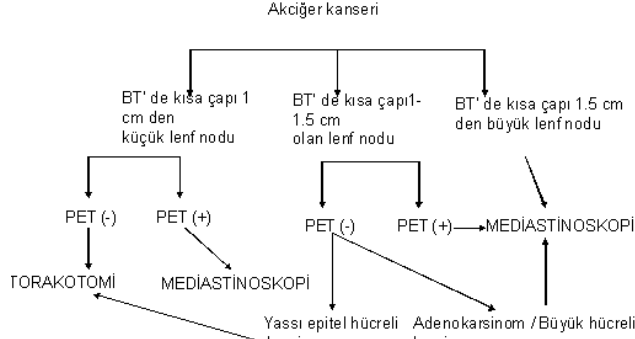 Akciğer kanseri
BT' de kısa çapı 1
cm den
küçük lenf nodu
BT' de kısa çapı1-
1.5 cm
olan lenf nodu
BT' de kısa çapı 1.5 cm
den büyük lenf nodu
PET (-)
PET (+)
PET (-)
PET (+)
MEDİASTİNOSKOPİ
TORAKOTOMİ
MEDİASTİNOSKOPİ
Yassı epitel hücreli
Adenokarsinom / Büyük hücreli